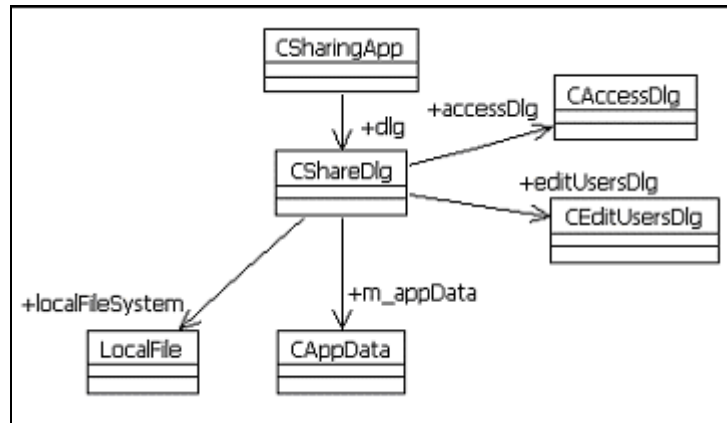 CSharingApp
+dlg
+accessDlg
CAccessDlg
CShareDlg
+editUsersDlg
CEditUsersDlg
+localFileSystem
+m_appData
LocalFile
CAppData